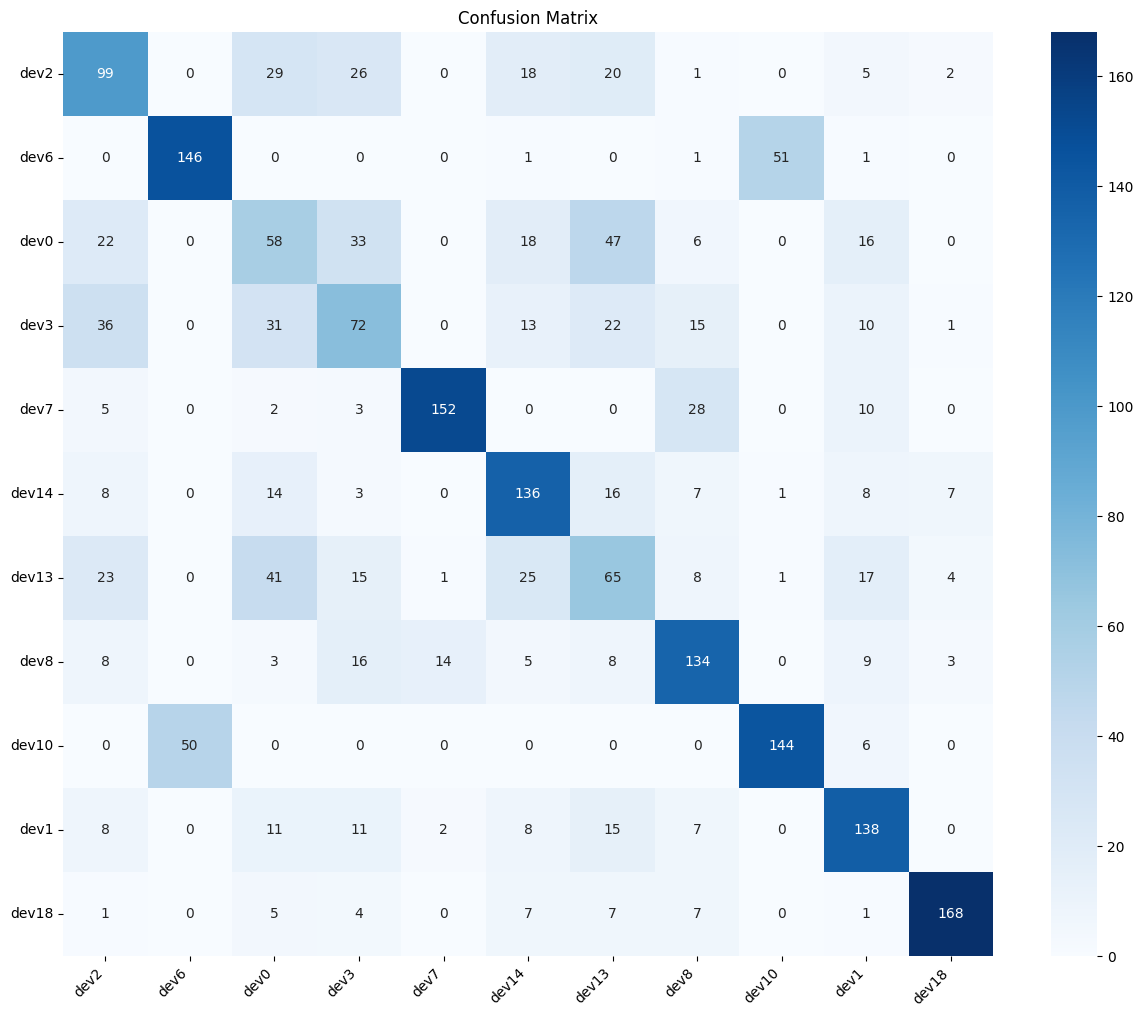 Confusion Matrix
dev2 99 0 29 26 0 18 20 1 0 5 2
dev6 0 146 0 0 0 1 0 1 51 1 0
dev0 22 0 58 33 0 18 47 6 0 16 0
dev3 36 0 31 72 0 13 22 15 0 10 1
dev7 5 0 2 3 152 0 0 28 0 10 0
dev14 8 0 14 3 0 136 16 7 1 8 7
dev13 23 0 41 15 1 25 65 8 1 17 4
dev8 8 0 3 16 14 5 8 134 0 9 3
dev10 0 50 0 0 0 0 0 0 144 6 0
dev1 8 0 11 11 2 8 15 7 0 138 0
dev18 1 0 5 4 0 7 7 7 0 1 168
dev2 dev6 dev0 dev3 dev7 dev14 dev13 dev8 dev10 dev1 dev18
160
140
120
100
80
60
40
20
0